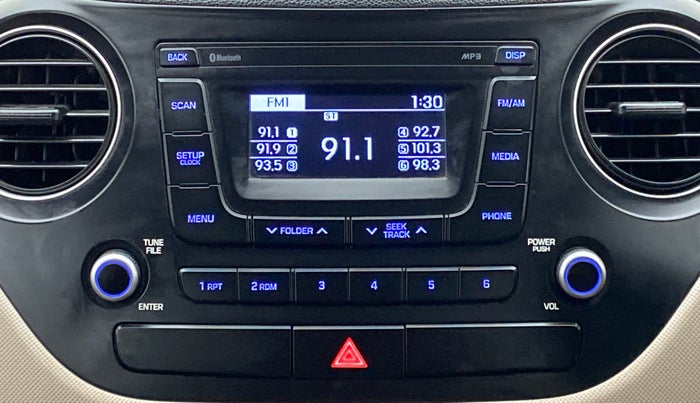 BACK
Bluetooth
MP3
DISP
SCAN
FM1
1:30
FM/AM
ST
91.1 1
4 92.7
91.1
91.9 2
5 101.3
93.5 3
6 98.3
SETUP
CLOCK
MEDIA
MENU
FOLDER
SEEK
TRACK
PHONE
TUNE
FILE
POWER
PUSH
1 RPT
2 RDM
3
4
5
6
ENTER
VOL